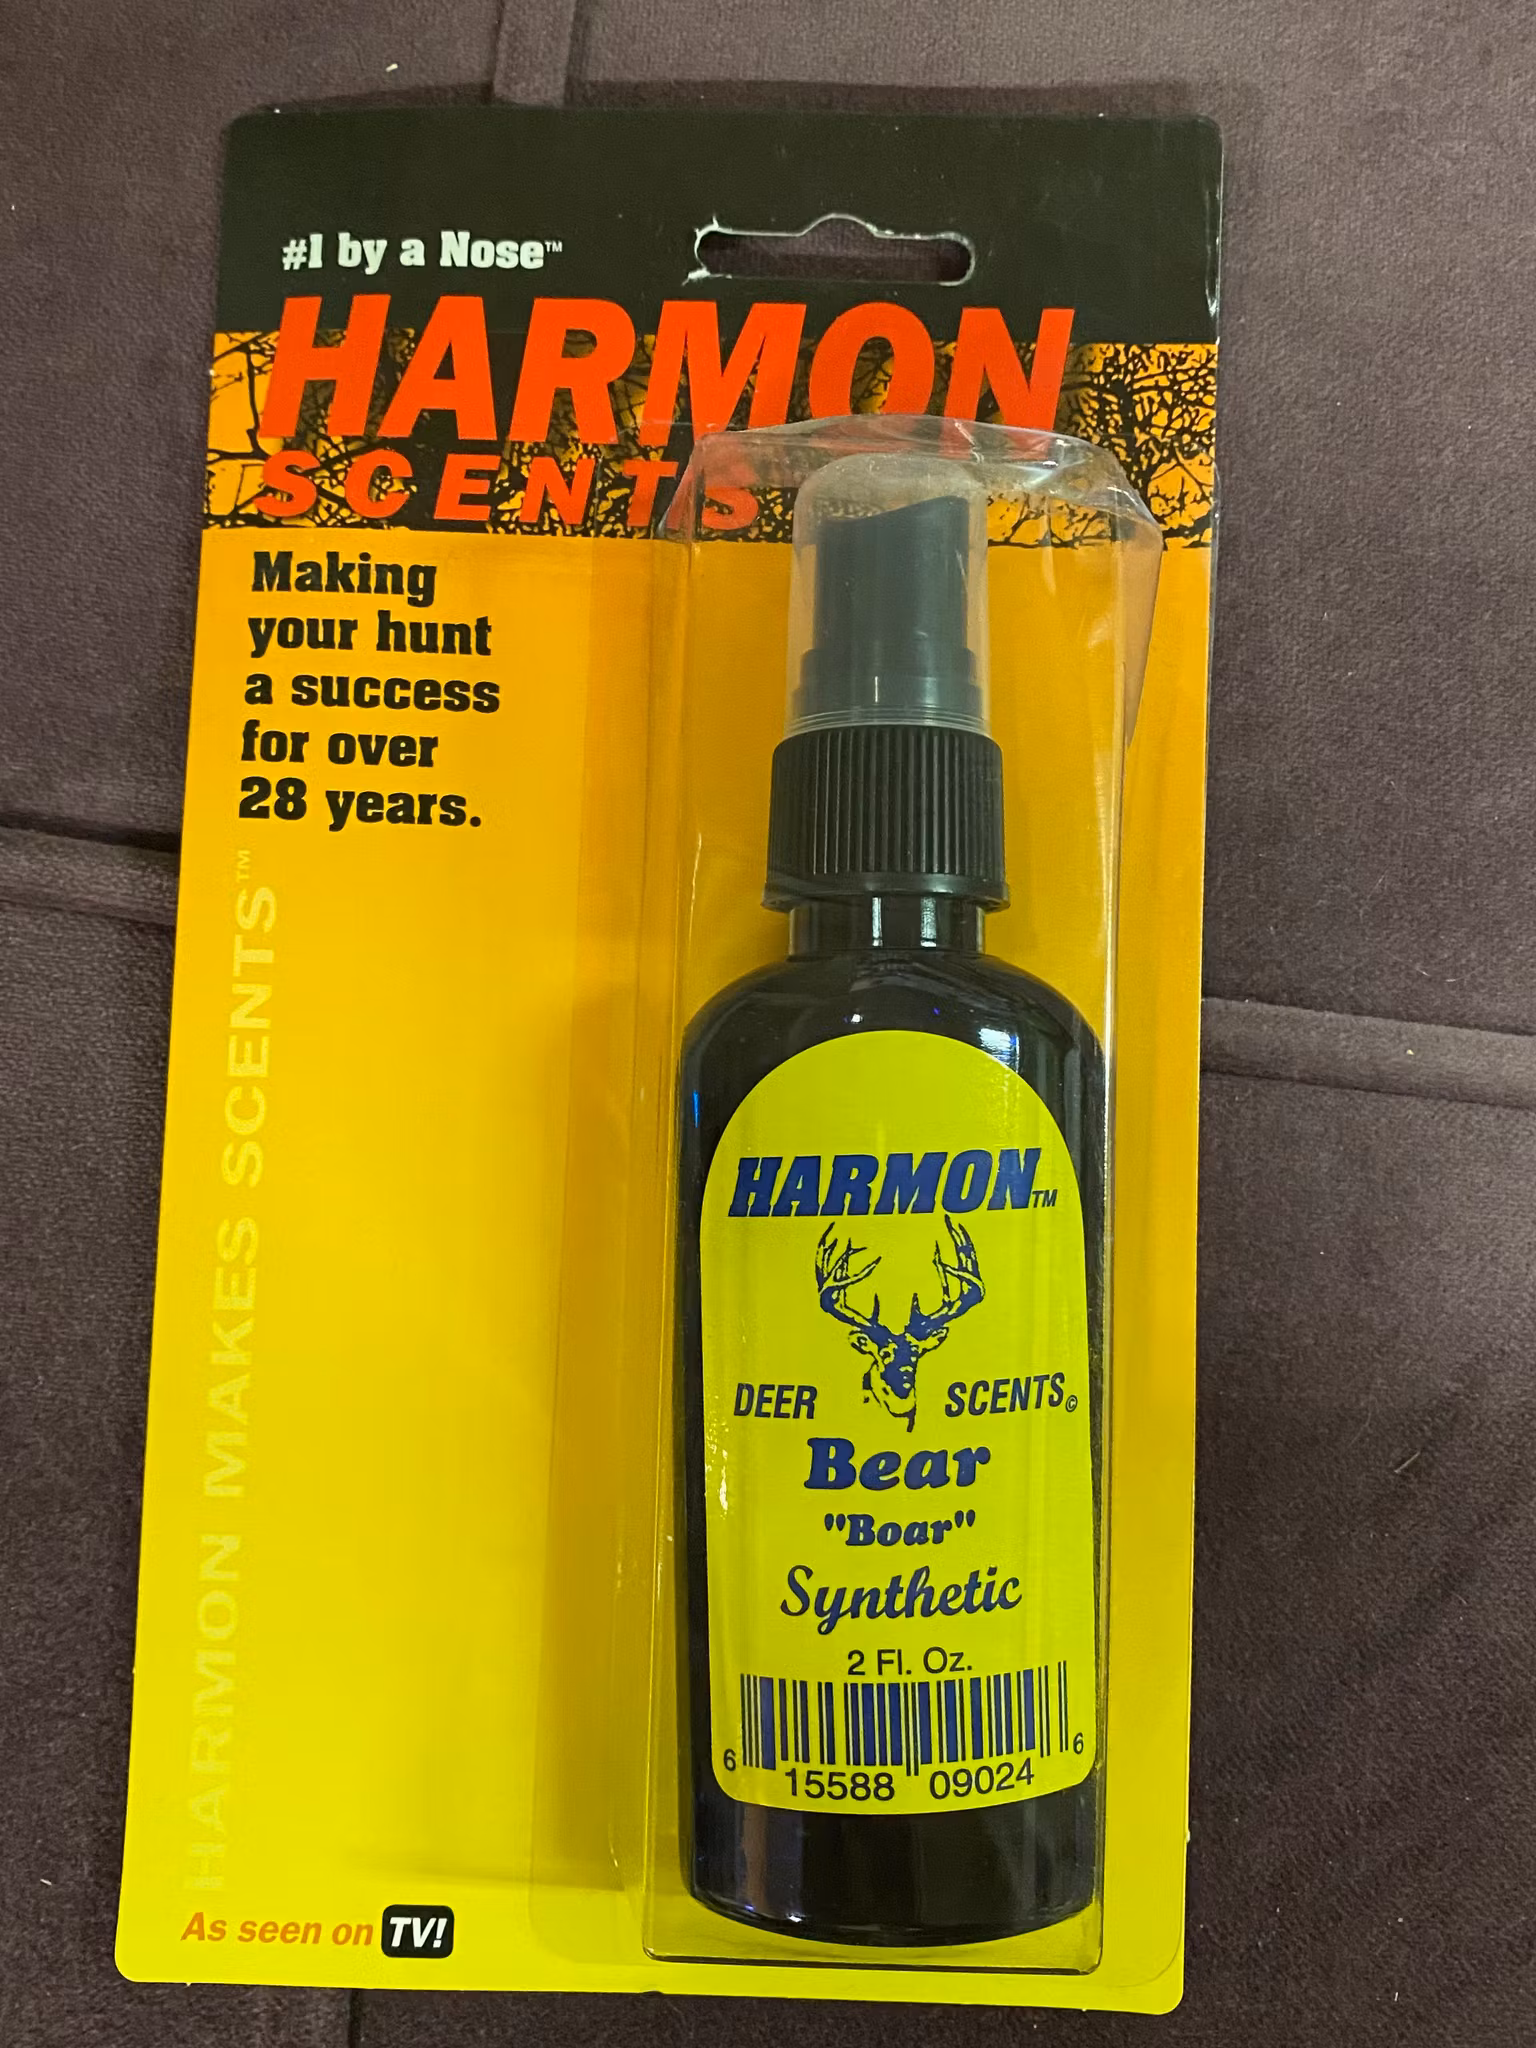 #1 by a Nose™
HARMON
SCENTS
Making
your hunt
a success
for over
28 years.
HARMON MAKES SCENTS™
As seen on TV!
HARMON™
DEER SCENTS©
Bear
"Boar"
Synthetic
2 Fl. Oz.
6 15588 09024 6